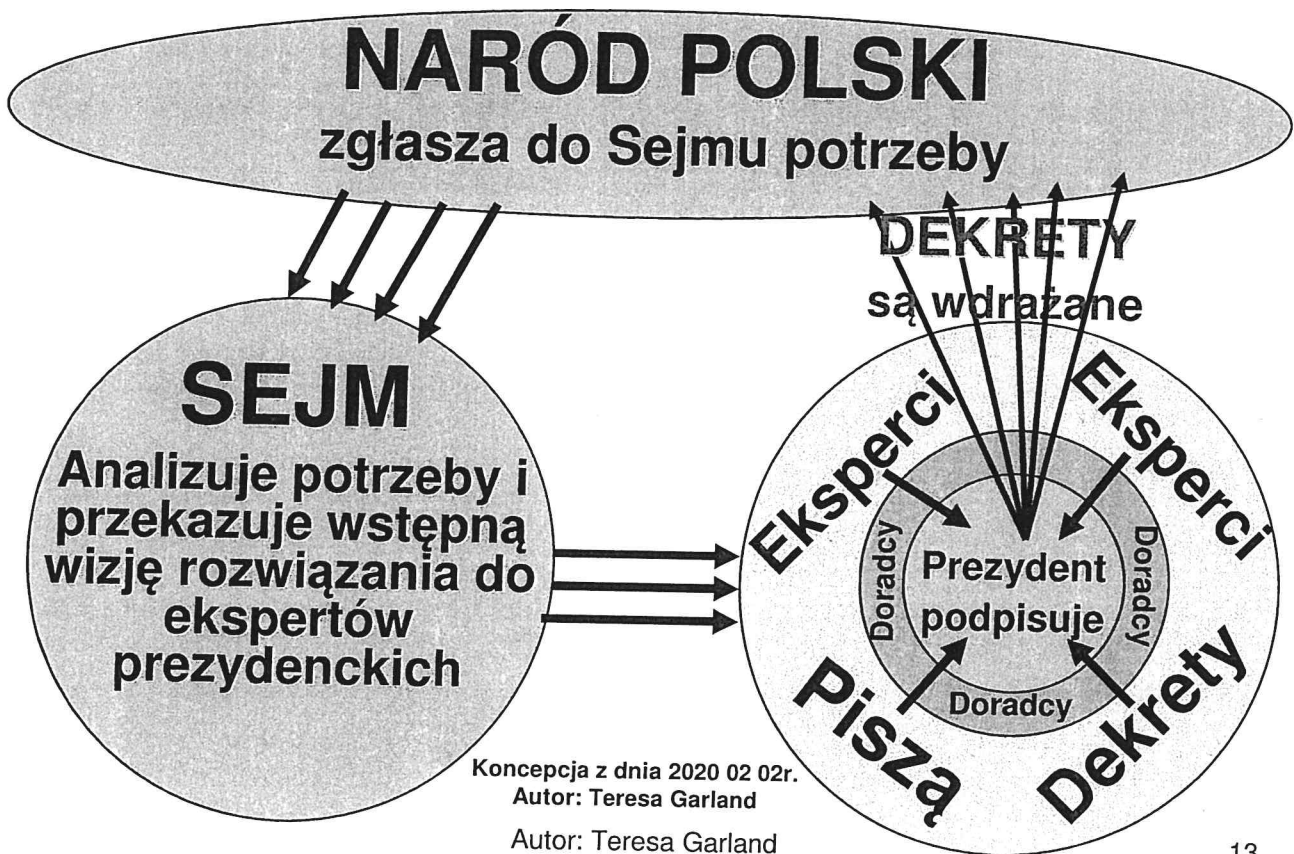 NARÓD POLSKI
zgłasza do Sejmu potrzeby
DEKRETY
są wdrażane
SEJM
Analizuje potrzeby i
przekazuje wstępną
wizję rozwiązania do
ekspertów
prezydenckich
Eksperci
Eksperci
Doradcy
Doradcy
Prezydent
podpisuje
Doradcy
Piszą
Dekrety
Koncepcja z dnia 2020 02 02r.
Autor: Teresa Garland
Autor: Teresa Garland
13